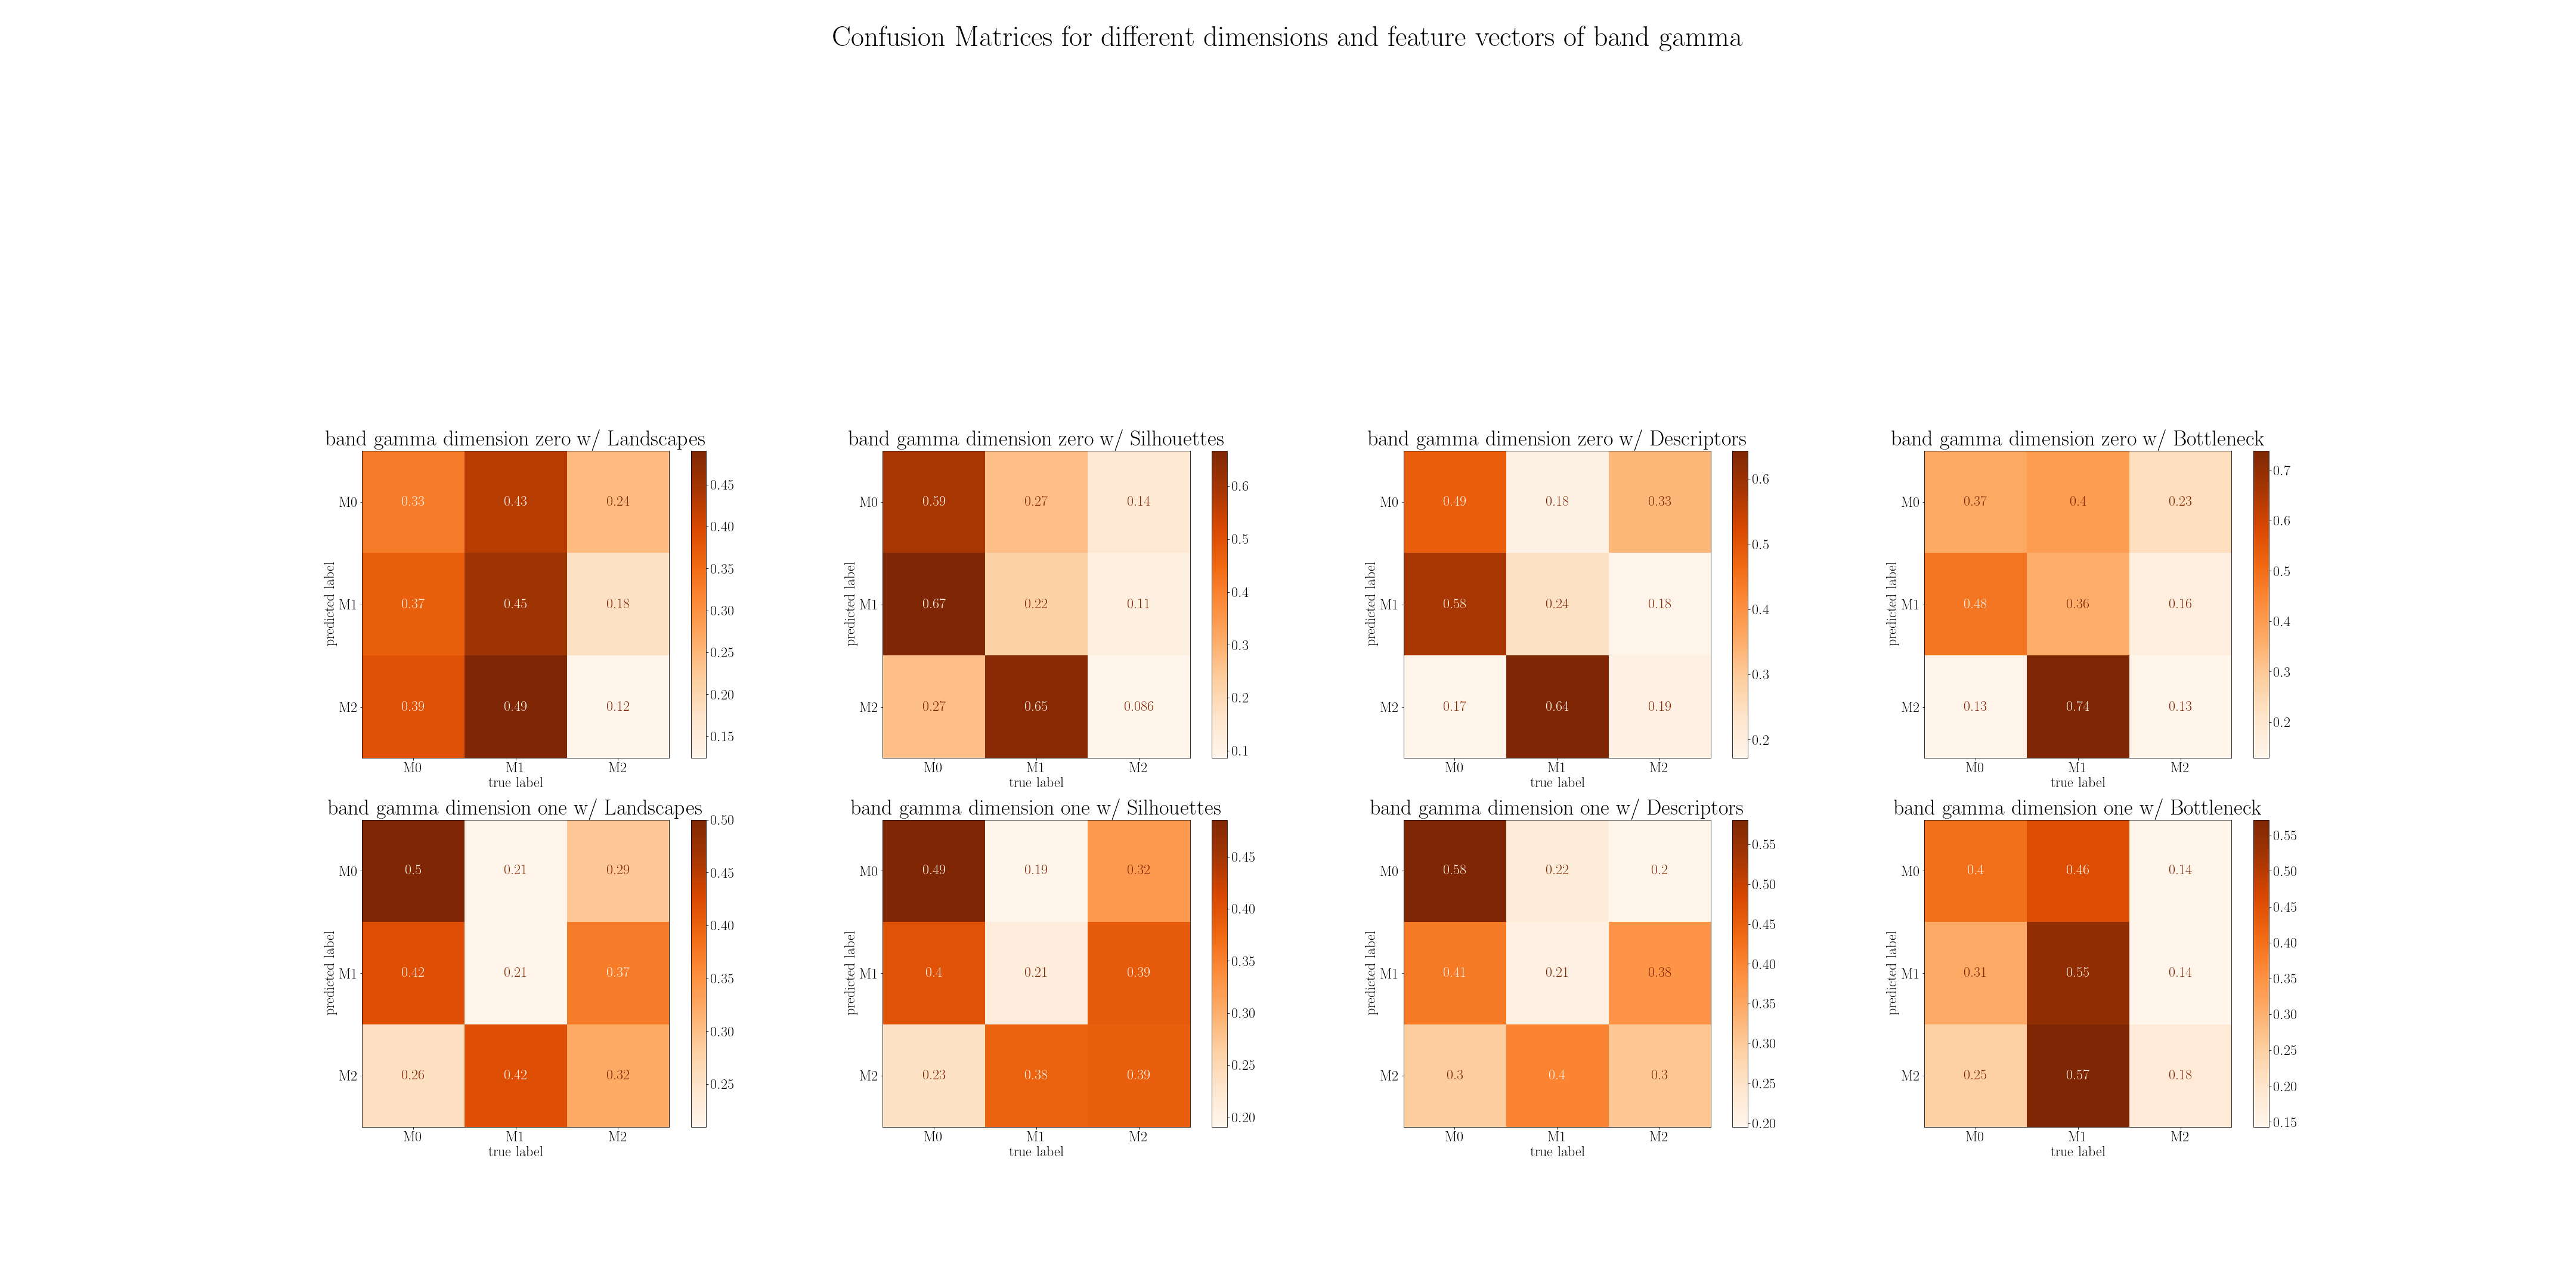 Confusion Matrices for different dimensions and feature vectors of band gamma
band gamma dimension zero w/ Landscapes
M0 0.33 0.43 0.24
M1 0.37 0.45 0.18
M2 0.39 0.49 0.12
predicted label
M0 M1 M2
true label
0.45
0.40
0.35
0.30
0.25
0.20
0.15
band gamma dimension zero w/ Silhouettes
M0 0.59 0.27 0.14
M1 0.67 0.22 0.11
M2 0.27 0.65 0.086
predicted label
M0 M1 M2
true label
0.6
0.5
0.4
0.3
0.2
0.1
band gamma dimension zero w/ Descriptors
M0 0.49 0.18 0.33
M1 0.58 0.24 0.18
M2 0.17 0.64 0.19
predicted label
M0 M1 M2
true label
0.6
0.5
0.4
0.3
0.2
band gamma dimension zero w/ Bottleneck
M0 0.37 0.4 0.23
M1 0.48 0.36 0.16
M2 0.13 0.74 0.13
predicted label
M0 M1 M2
true label
0.7
0.6
0.5
0.4
0.3
0.2
band gamma dimension one w/ Landscapes
M0 0.5 0.21 0.29
M1 0.42 0.21 0.37
M2 0.26 0.42 0.32
predicted label
M0 M1 M2
true label
0.50
0.45
0.40
0.35
0.30
0.25
band gamma dimension one w/ Silhouettes
M0 0.49 0.19 0.32
M1 0.4 0.21 0.39
M2 0.23 0.38 0.39
predicted label
M0 M1 M2
true label
0.45
0.40
0.35
0.30
0.25
0.20
band gamma dimension one w/ Descriptors
M0 0.58 0.22 0.2
M1 0.41 0.21 0.38
M2 0.3 0.4 0.3
predicted label
M0 M1 M2
true label
0.55
0.50
0.45
0.40
0.35
0.30
0.25
0.20
band gamma dimension one w/ Bottleneck
M0 0.4 0.46 0.14
M1 0.31 0.55 0.14
M2 0.25 0.57 0.18
predicted label
M0 M1 M2
true label
0.55
0.50
0.45
0.40
0.35
0.30
0.25
0.20
0.15